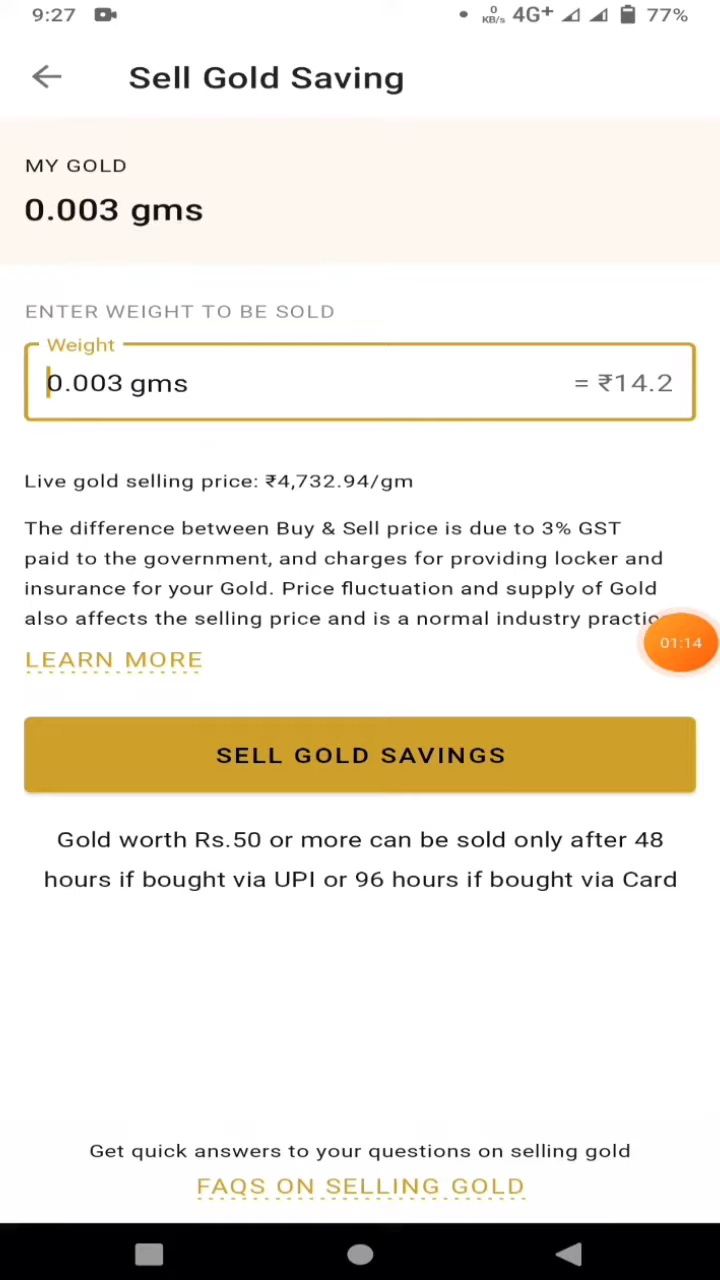 9:27
0 KB/s 4G+ 77%
Sell Gold Saving
MY GOLD
0.003 gms
ENTER WEIGHT TO BE SOLD
Weight
0.003 gms = ₹14.2
Live gold selling price: ₹4,732.94/gm
The difference between Buy & Sell price is due to 3% GST
paid to the government, and charges for providing locker and
insurance for your Gold. Price fluctuation and supply of Gold
also affects the selling price and is a normal industry practic
01:14
LEARN MORE
SELL GOLD SAVINGS
Gold worth Rs.50 or more can be sold only after 48
hours if bought via UPI or 96 hours if bought via Card
Get quick answers to your questions on selling gold
FAQS ON SELLING GOLD